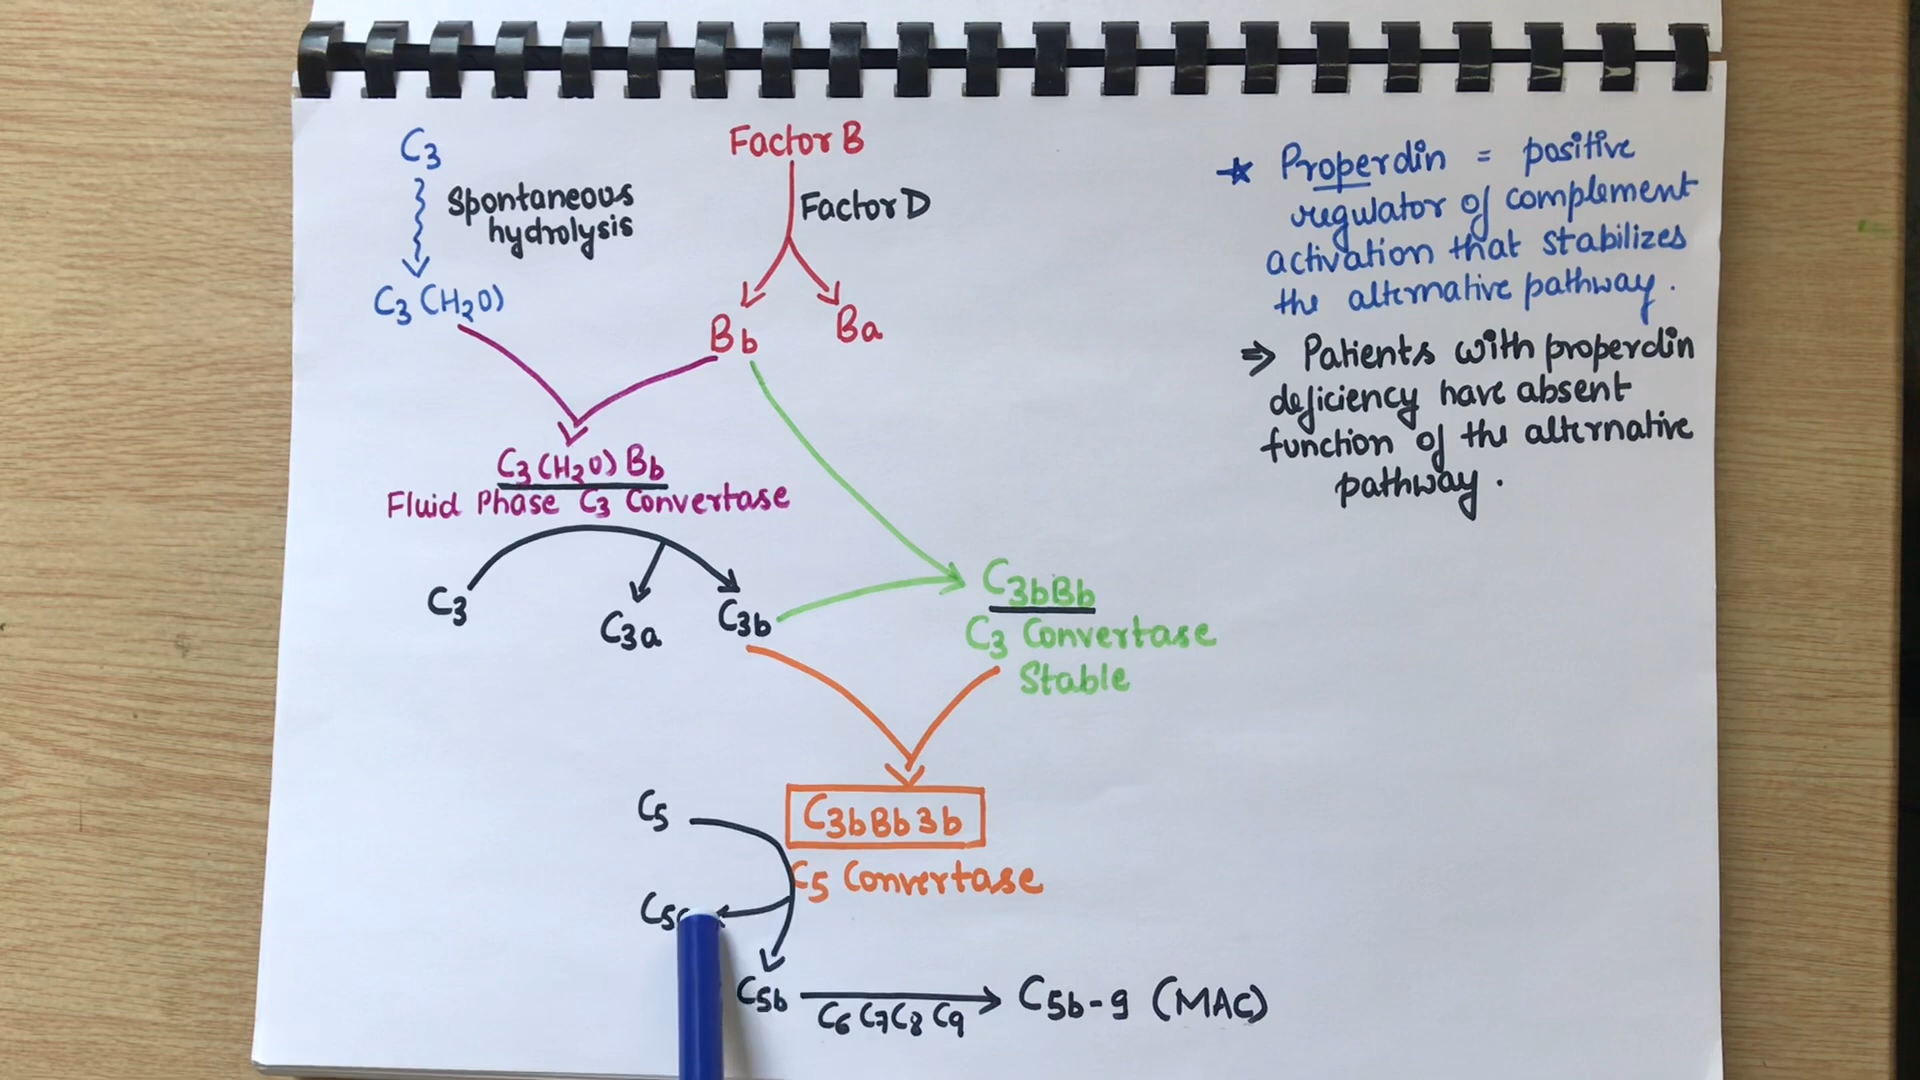 C3
Spontaneous
hydrolysis
C3 (H2O)
Factor B
Factor D
Bb
Ba
C3(H2O) Bb
Fluid Phase C3 Convertase
C3
C3a
C3b
C3bBb
C3 Convertase
Stable
C3bBb3b
C5 Convertase
C5
C5b
C6 C7 C8 C9
C5b-9 (MAC)
★ Properdin = positive
regulator of complement
activation that stabilizes
the alternative pathway.
⇒ Patients with properdin
deficiency have absent
function of the alternative
pathway.